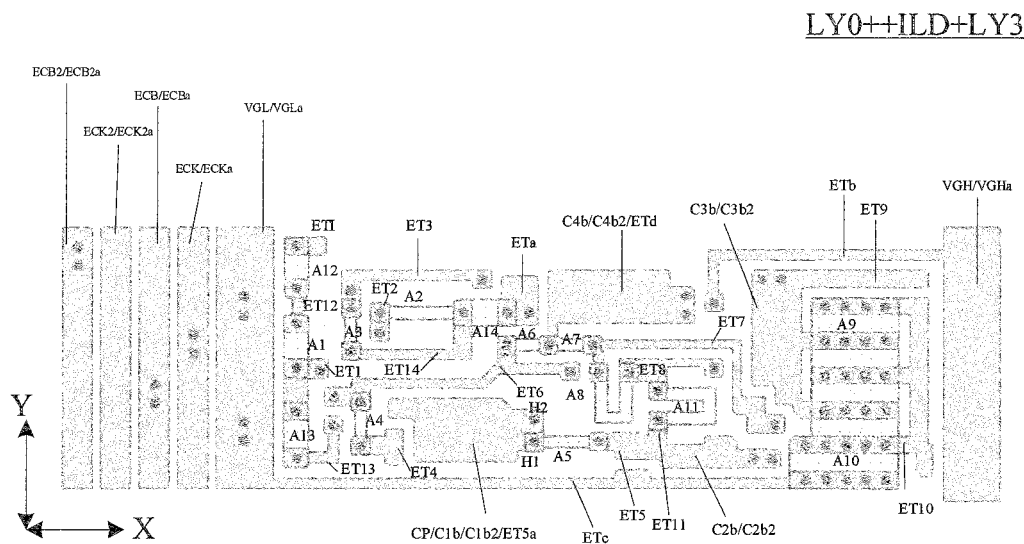 LY0++ILD+LY3
ECB2/ECB2a
ECB/ECBa
VGL/VGLa
ECK2/ECK2a
ECK/ECKa
ETb
VGH/VGHa
C4b/C4b2/ETd
C3b/C3b2
ET9
ETI
ET3
ETa
A12
ET2
A2
ET12
A3
A14
A6
A7
ET7
A9
A1
ET1
ET14
ET6
A8
ET8
H2
A11
Y
A4
A13
H1
A5
A10
ET13
ET4
X
CP/C1b/C1b2/ET5a
ETc
ET5
ET11
C2b/C2b2
ET10